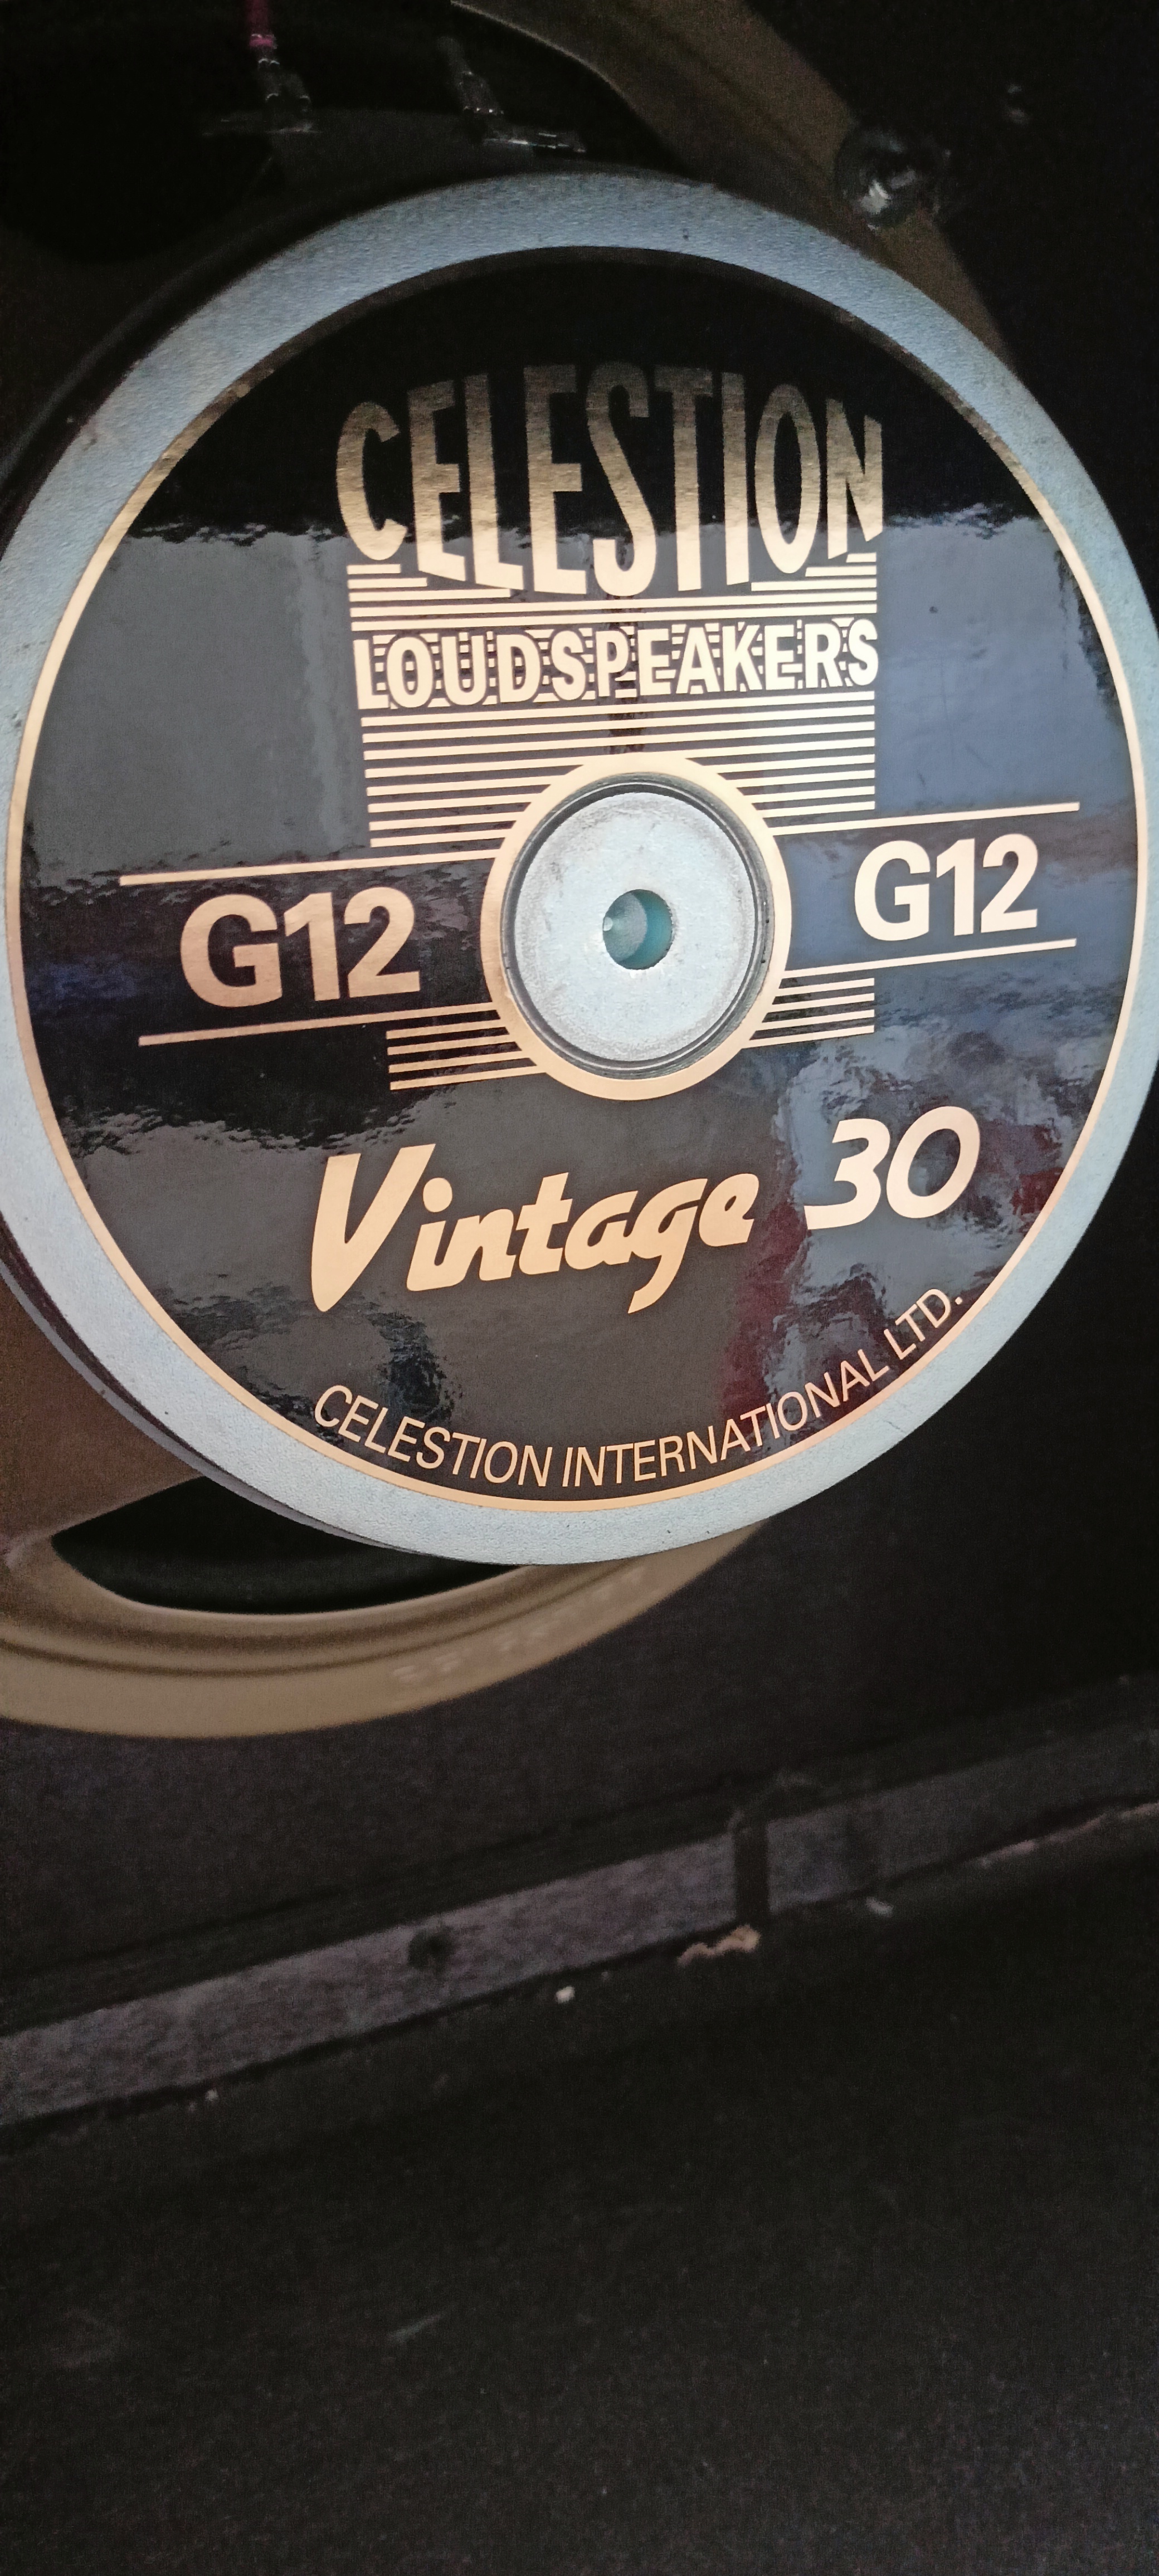 CELESTION
LOUDSPEAKERS
G12 G12
Vintage 30
CELESTION INTERNATIONAL LTD.